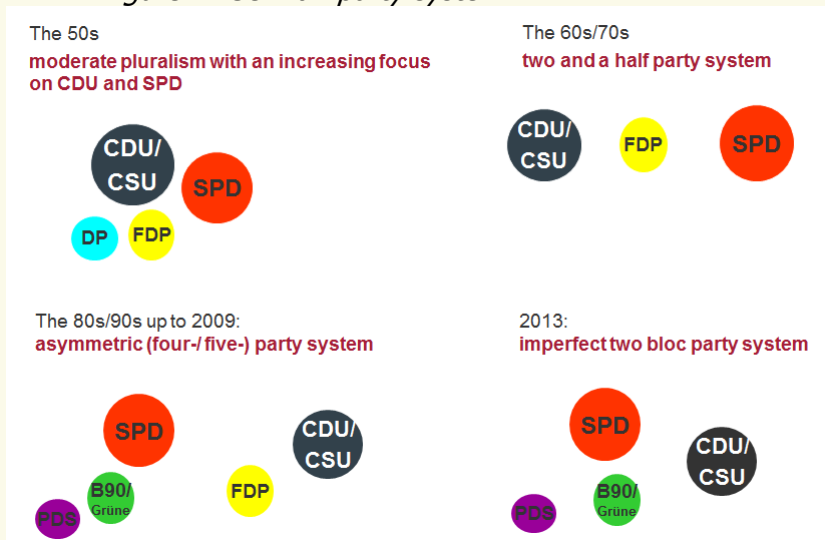 The 50s
moderate pluralism with an increasing focus
on CDU and SPD
CDU/
CSU
SPD
DP
FDP
The 60s/70s
two and a half party system
CDU/
CSU
FDP
SPD
The 80s/90s up to 2009:
asymmetric (four-/ five-) party system
SPD
CDU/
CSU
B90/
Grüne
FDP
PDS
2013:
imperfect two bloc party system
SPD
CDU/
CSU
B90/
Grüne
PDS